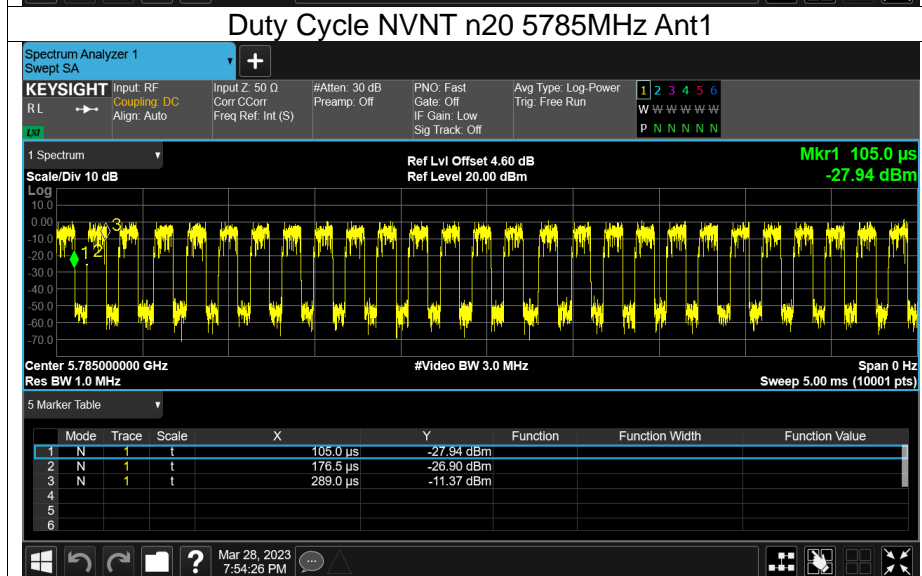 Duty Cycle NVNT n20 5785MHz Ant1
Spectrum Analyzer 1
Swept SA
+
KEYSIGHT Input: RF Input Z: 50 Ω #Atten: 30 dB PNO: Fast Avg Type: Log-Power 1 2 3 4 5 6
RL Coupling: DC Corr CCorr Preamp: Off Gate: Off Trig: Free Run W W W W W W
Align: Auto Freq Ref: Int (S) IF Gain: Low
LXI Sig Track: Off P N N N N N
1 Spectrum Ref Lvl Offset 4.60 dB Mkr1 105.0 µs
Scale/Div 10 dB Ref Level 20.00 dBm -27.94 dBm
Log
10.0
0.00 3
-10.0
-20.0 1 2
-30.0
-40.0
-50.0
-60.0
-70.0
Center 5.785000000 GHz #Video BW 3.0 MHz Span 0 Hz
Res BW 1.0 MHz Sweep 5.00 ms (10001 pts)
5 Marker Table
Mode Trace Scale X Y Function Function Width Function Value
1 N 1 t 105.0 µs -27.94 dBm
2 N 1 t 176.5 µs -26.90 dBm
3 N 1 t 289.0 µs -11.37 dBm
4
5
6
? Mar 28, 2023
7:54:26 PM